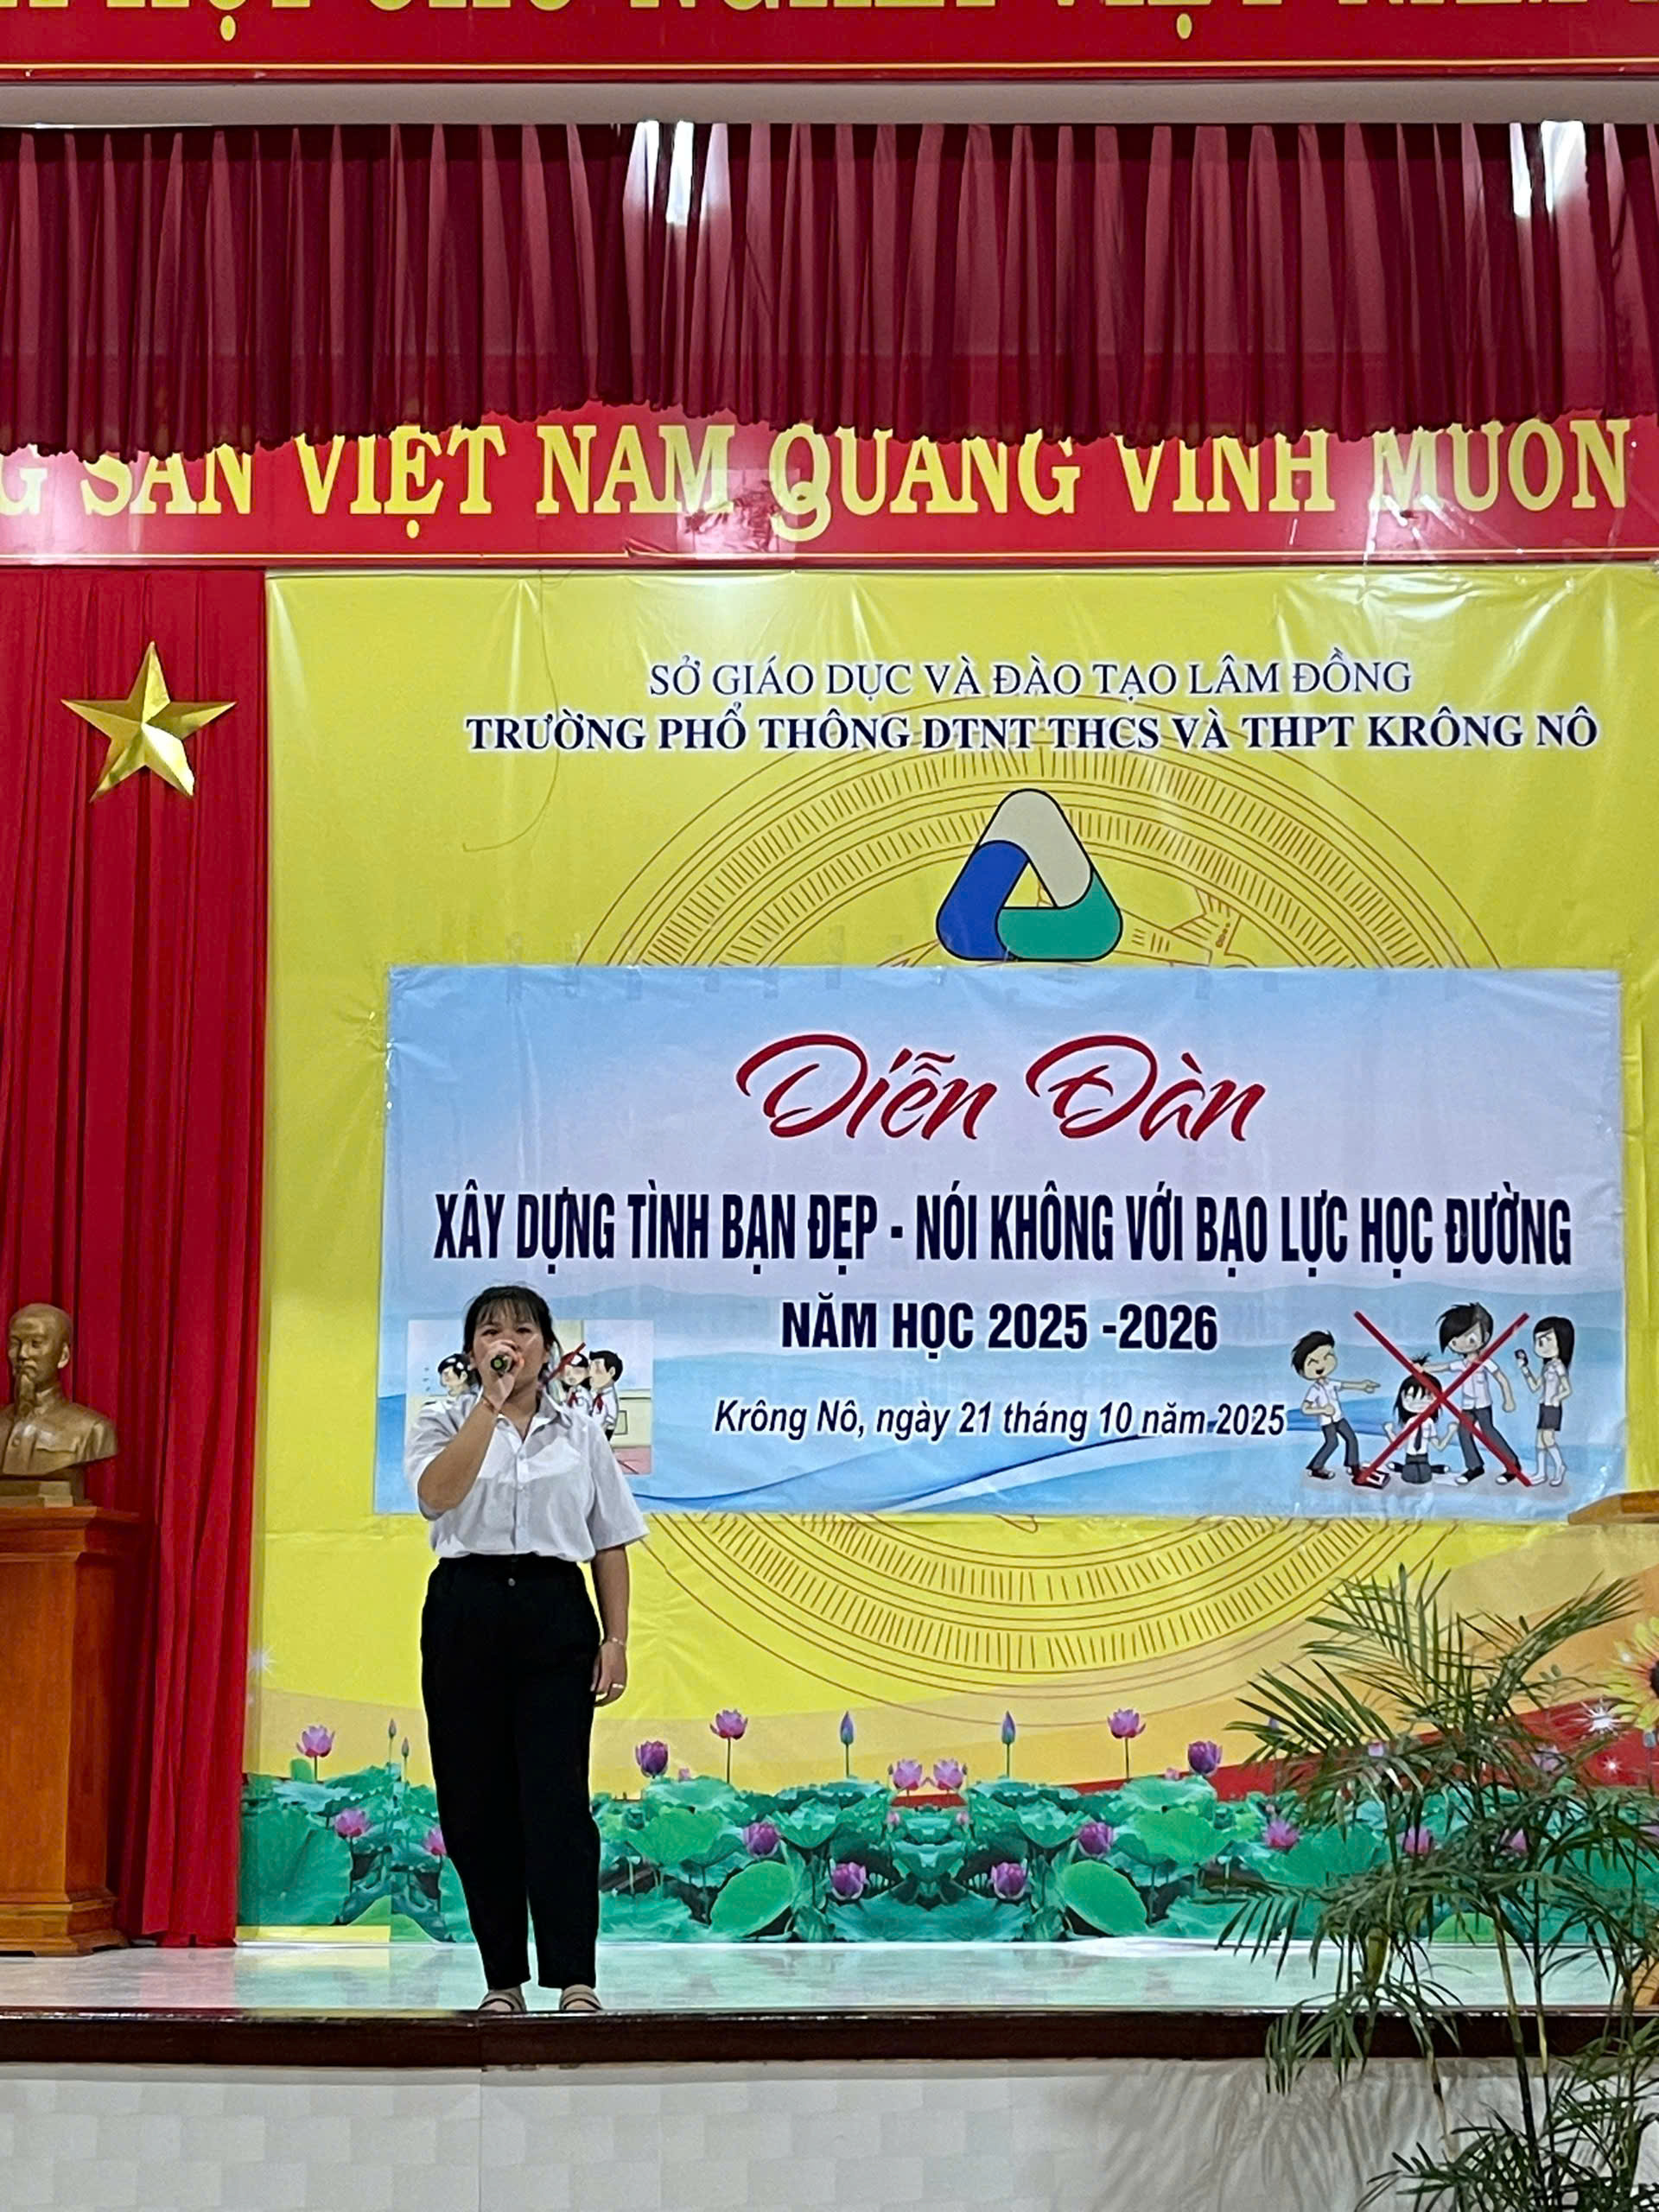 VIỆT NAM
SẢN VIỆT NAM QUANG VINH MUÔN
SỞ GIÁO DỤC VÀ ĐÀO TẠO LÂM ĐỒNG
TRƯỜNG PHỔ THÔNG DTNT THCS VÀ THPT KRÔNG NÔ
Diễn Đàn
XÂY DỰNG TÌNH BẠN ĐẸP - NÓI KHÔNG VỚI BẠO LỰC HỌC ĐƯỜNG
NĂM HỌC 2025 -2026
Krông Nô, ngày 21 tháng 10 năm 2025